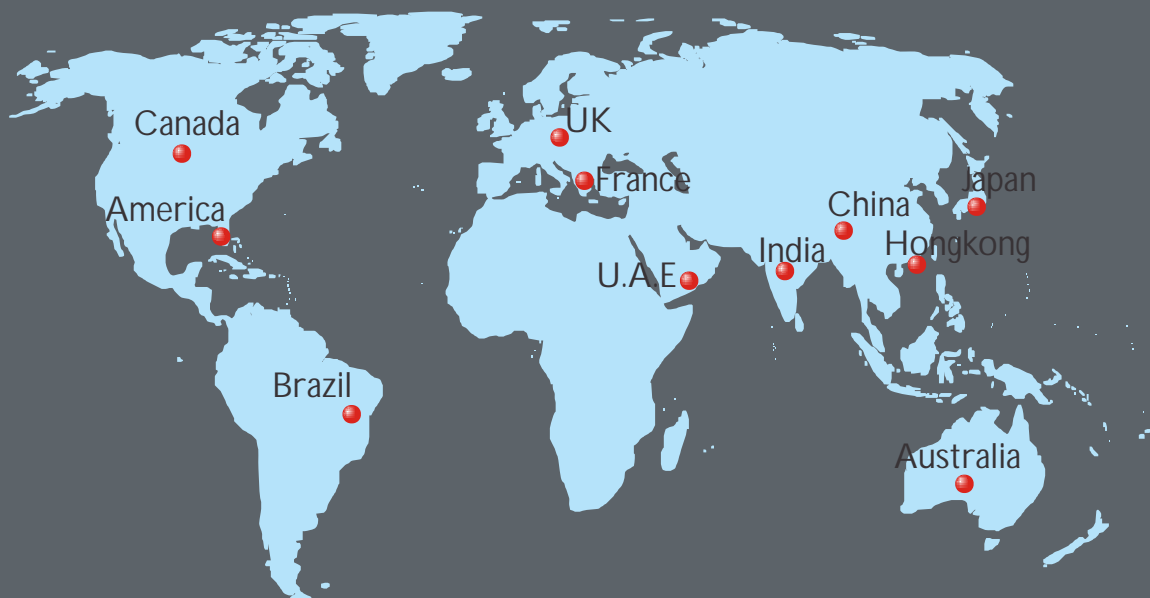 Canada
UK
France
Japan
America
China
Hongkong
India
U.A.E
Brazil
Australia